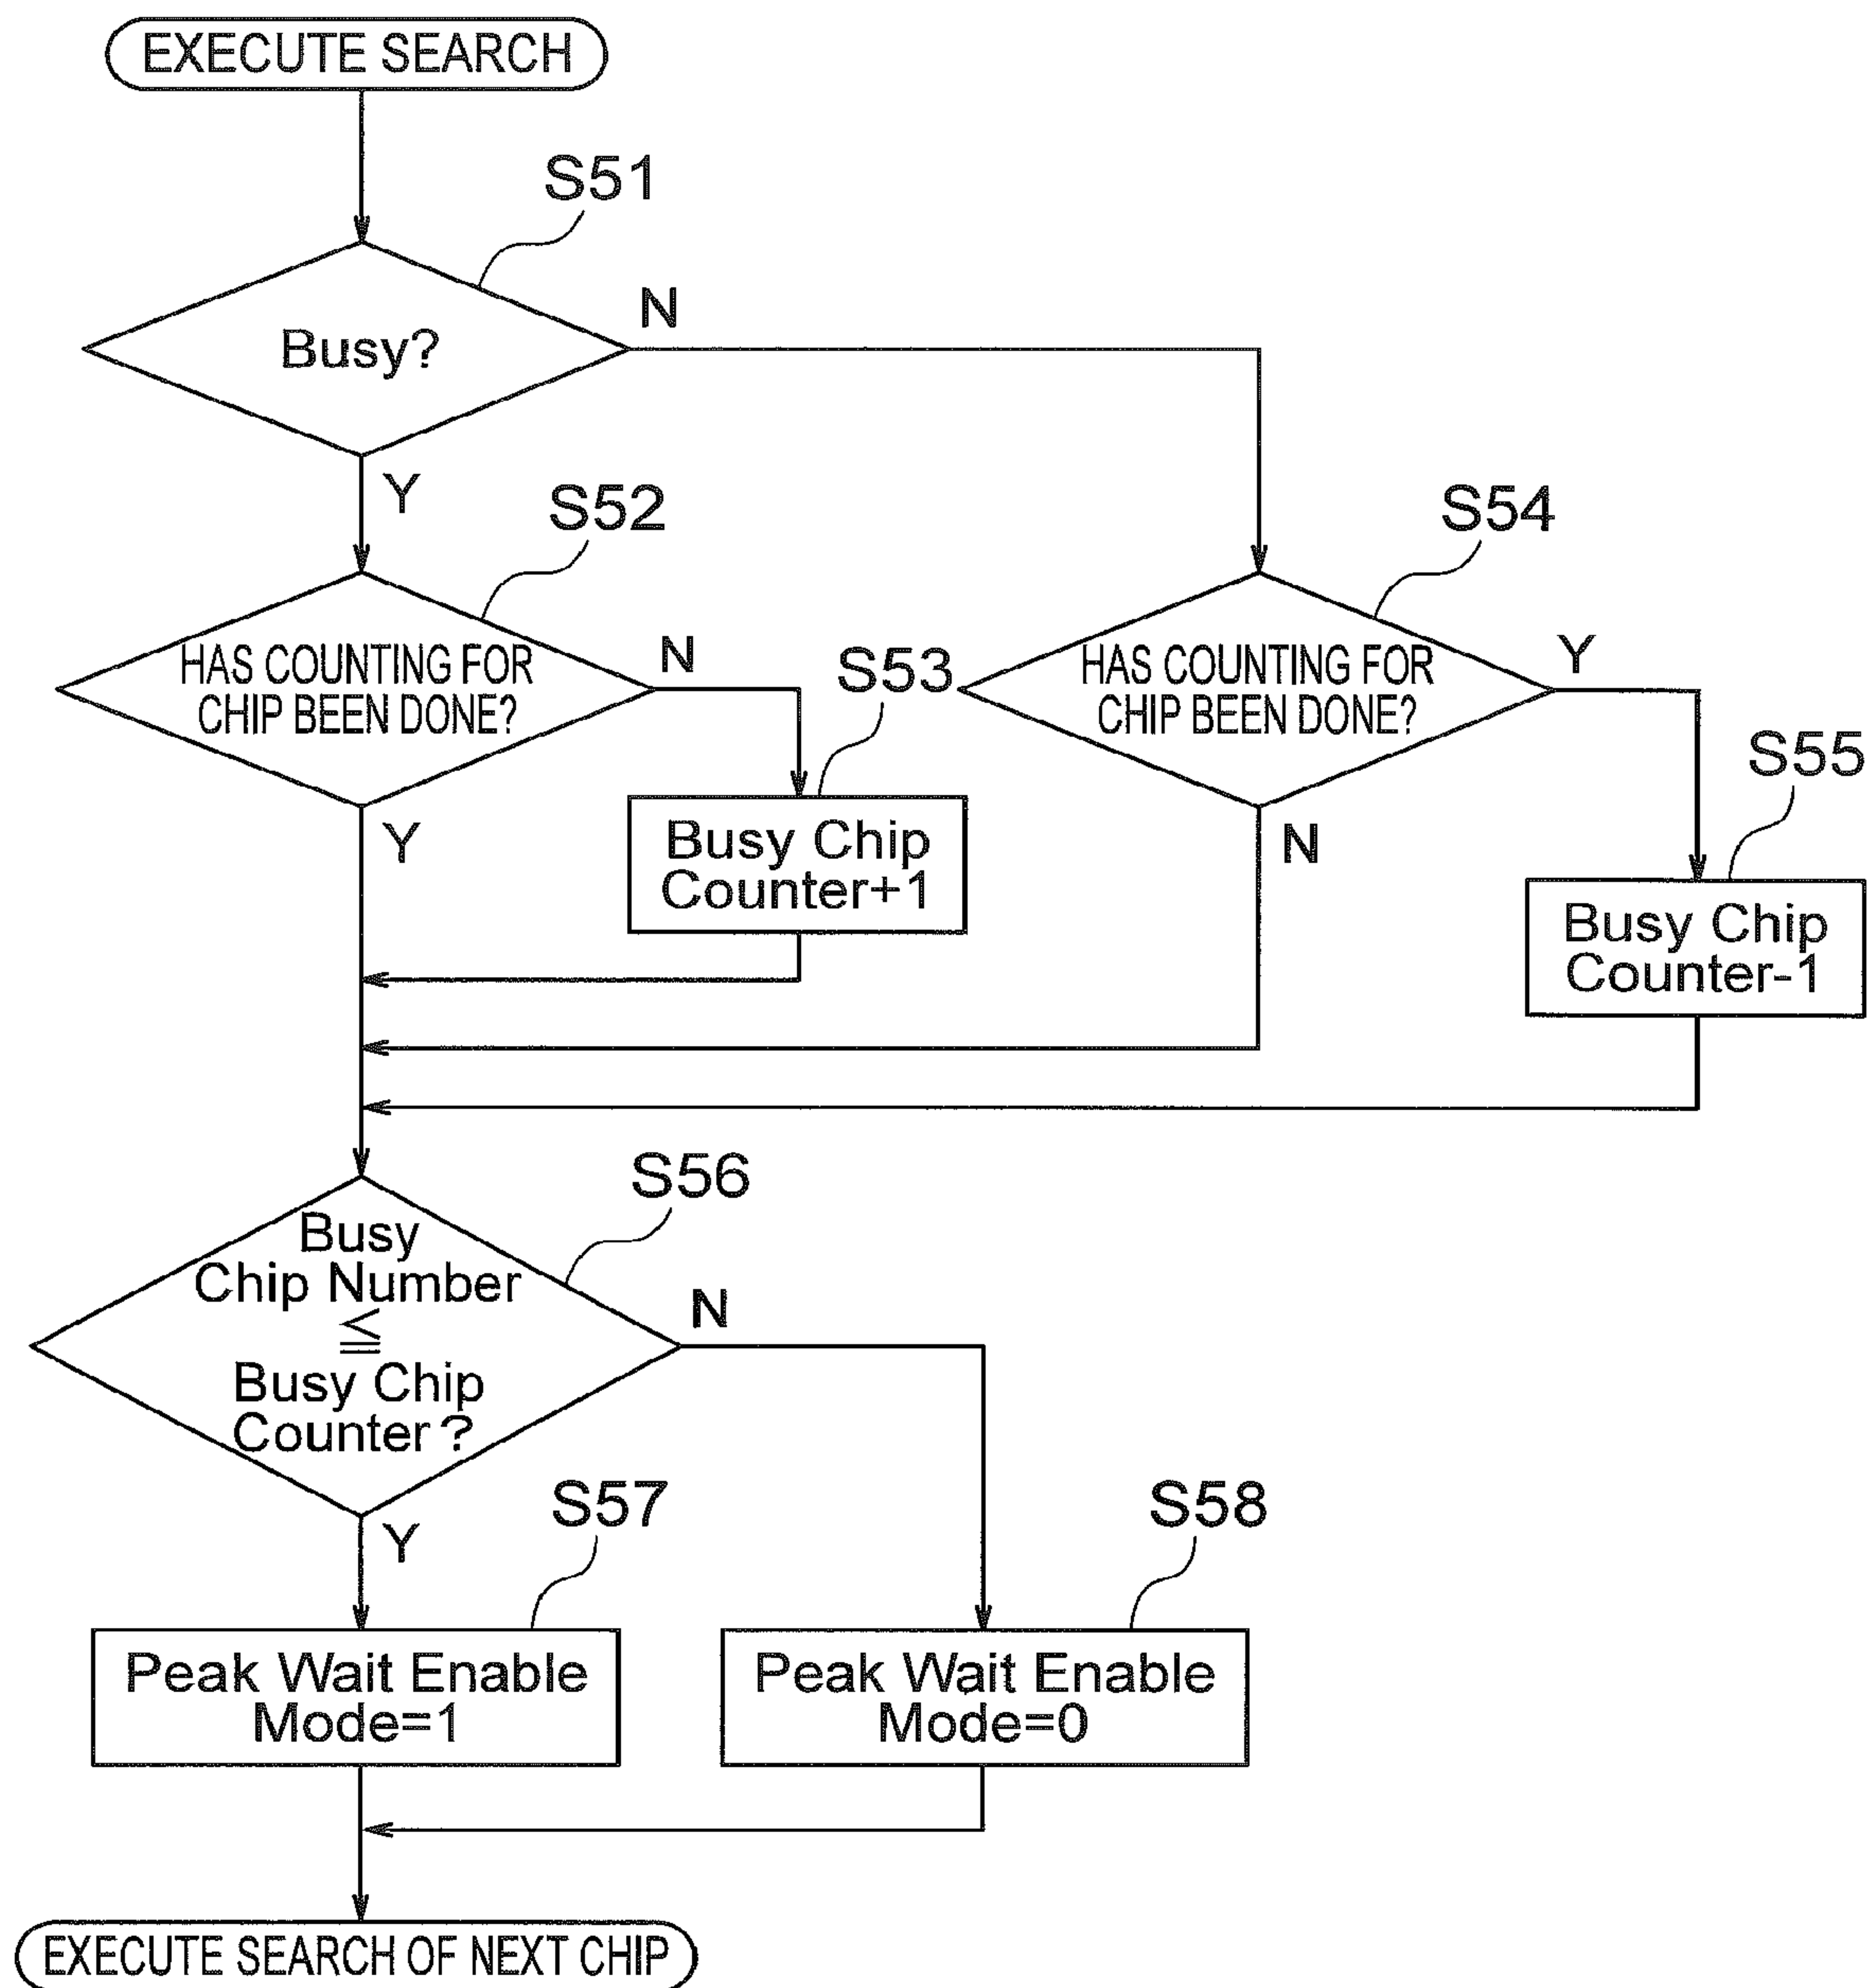 EXECUTE SEARCH
S51
Busy?
N
Y
S52
S54
HAS COUNTING FOR
CHIP BEEN DONE?
N
S53
HAS COUNTING FOR
CHIP BEEN DONE?
Y
S55
Y
Busy Chip
Counter+1
N
Busy Chip
Counter-1
S56
Busy
Chip Number
≦
Busy Chip
Counter ?
N
Y
S57
S58
Peak Wait Enable
Mode=1
Peak Wait Enable
Mode=0
EXECUTE SEARCH OF NEXT CHIP